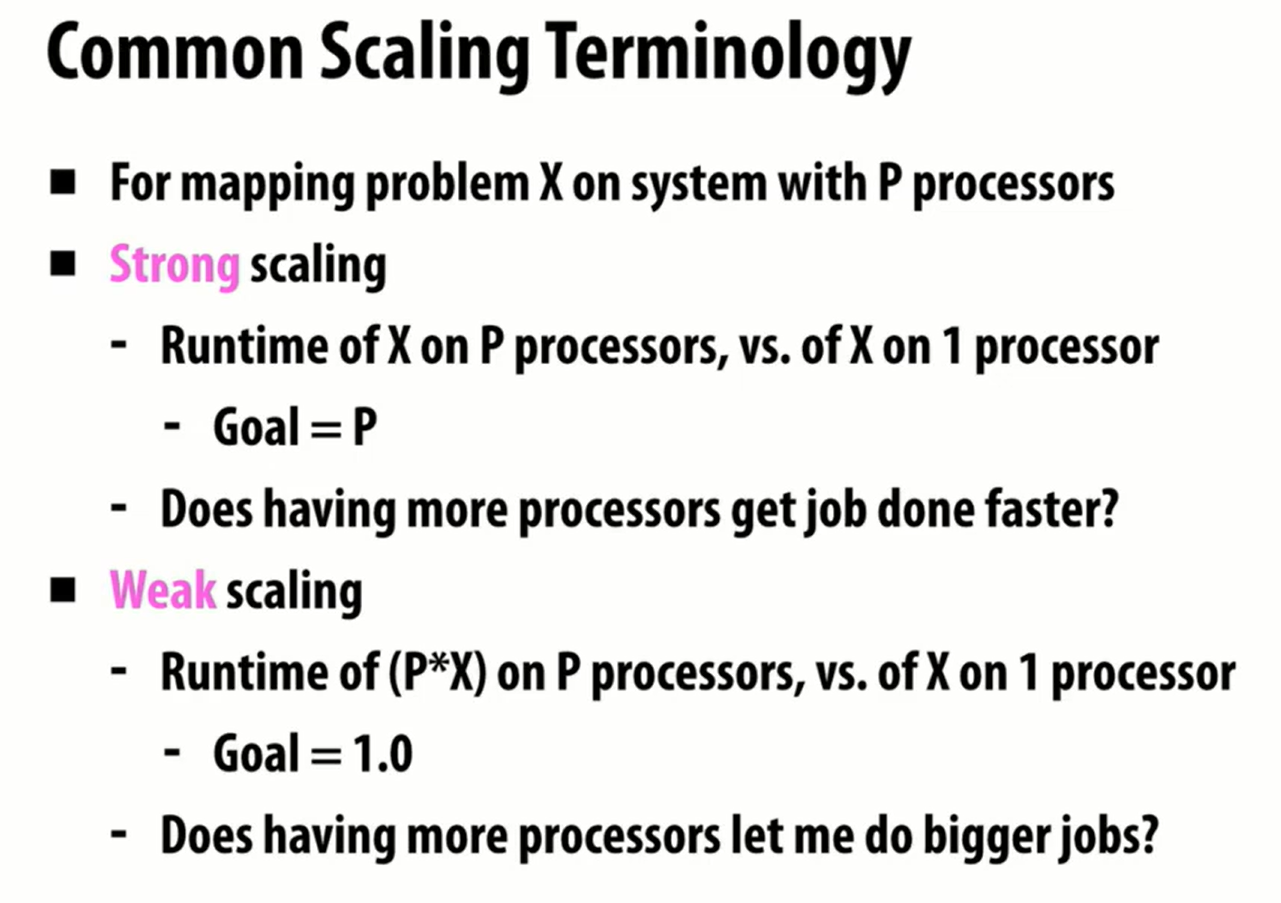 Common Scaling Terminology
■ For mapping problem X on system with P processors
■ Strong scaling
- Runtime of X on P processors, vs. of X on 1 processor
- Goal = P
- Does having more processors get job done faster?
■ Weak scaling
- Runtime of (P*X) on P processors, vs. of X on 1 processor
- Goal = 1.0
- Does having more processors let me do bigger jobs?